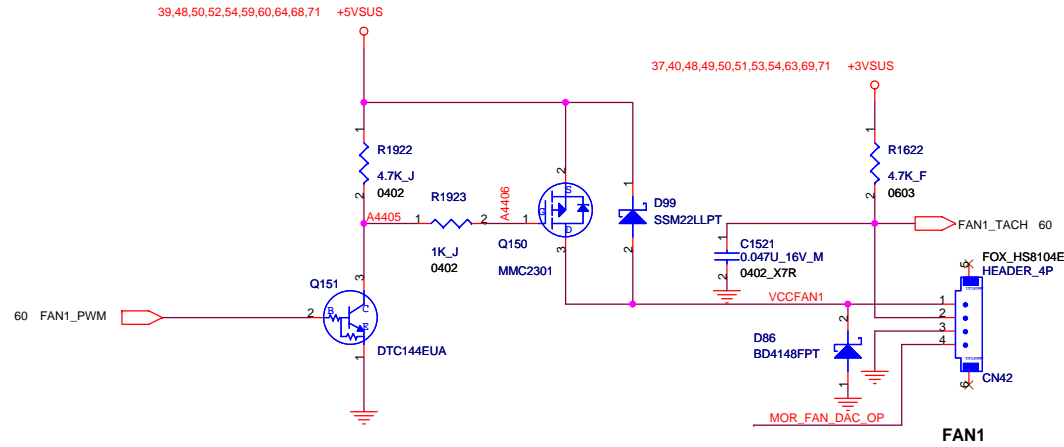 39,48,50,52,54,59,60,64,68,71 +5VSUS
37,40,48,49,50,51,53,54,63,69,71 +3VSUS
1
R1922
4.7K_J
0402
2
A4405
1
R1923
2
1K_J
0402
A4406
1
2
S
G
D
3
Q150
MMC2301
1
D99
SSM22LLPT
2
1
R1622
4.7K_F
0603
2
FAN1_TACH 60
1
C1521
0.047U_16V_M
0402_X7R
2
VCCFAN1
5
FOX_HS8104E
HEADER_4P
1
2
3
4
6
CN42
FAN1
2
D86
BD4148FPT
1
MOR_FAN_DAC_OP
Q151
3
60 FAN1_PWM
2
B
C
E
1
DTC144EUA